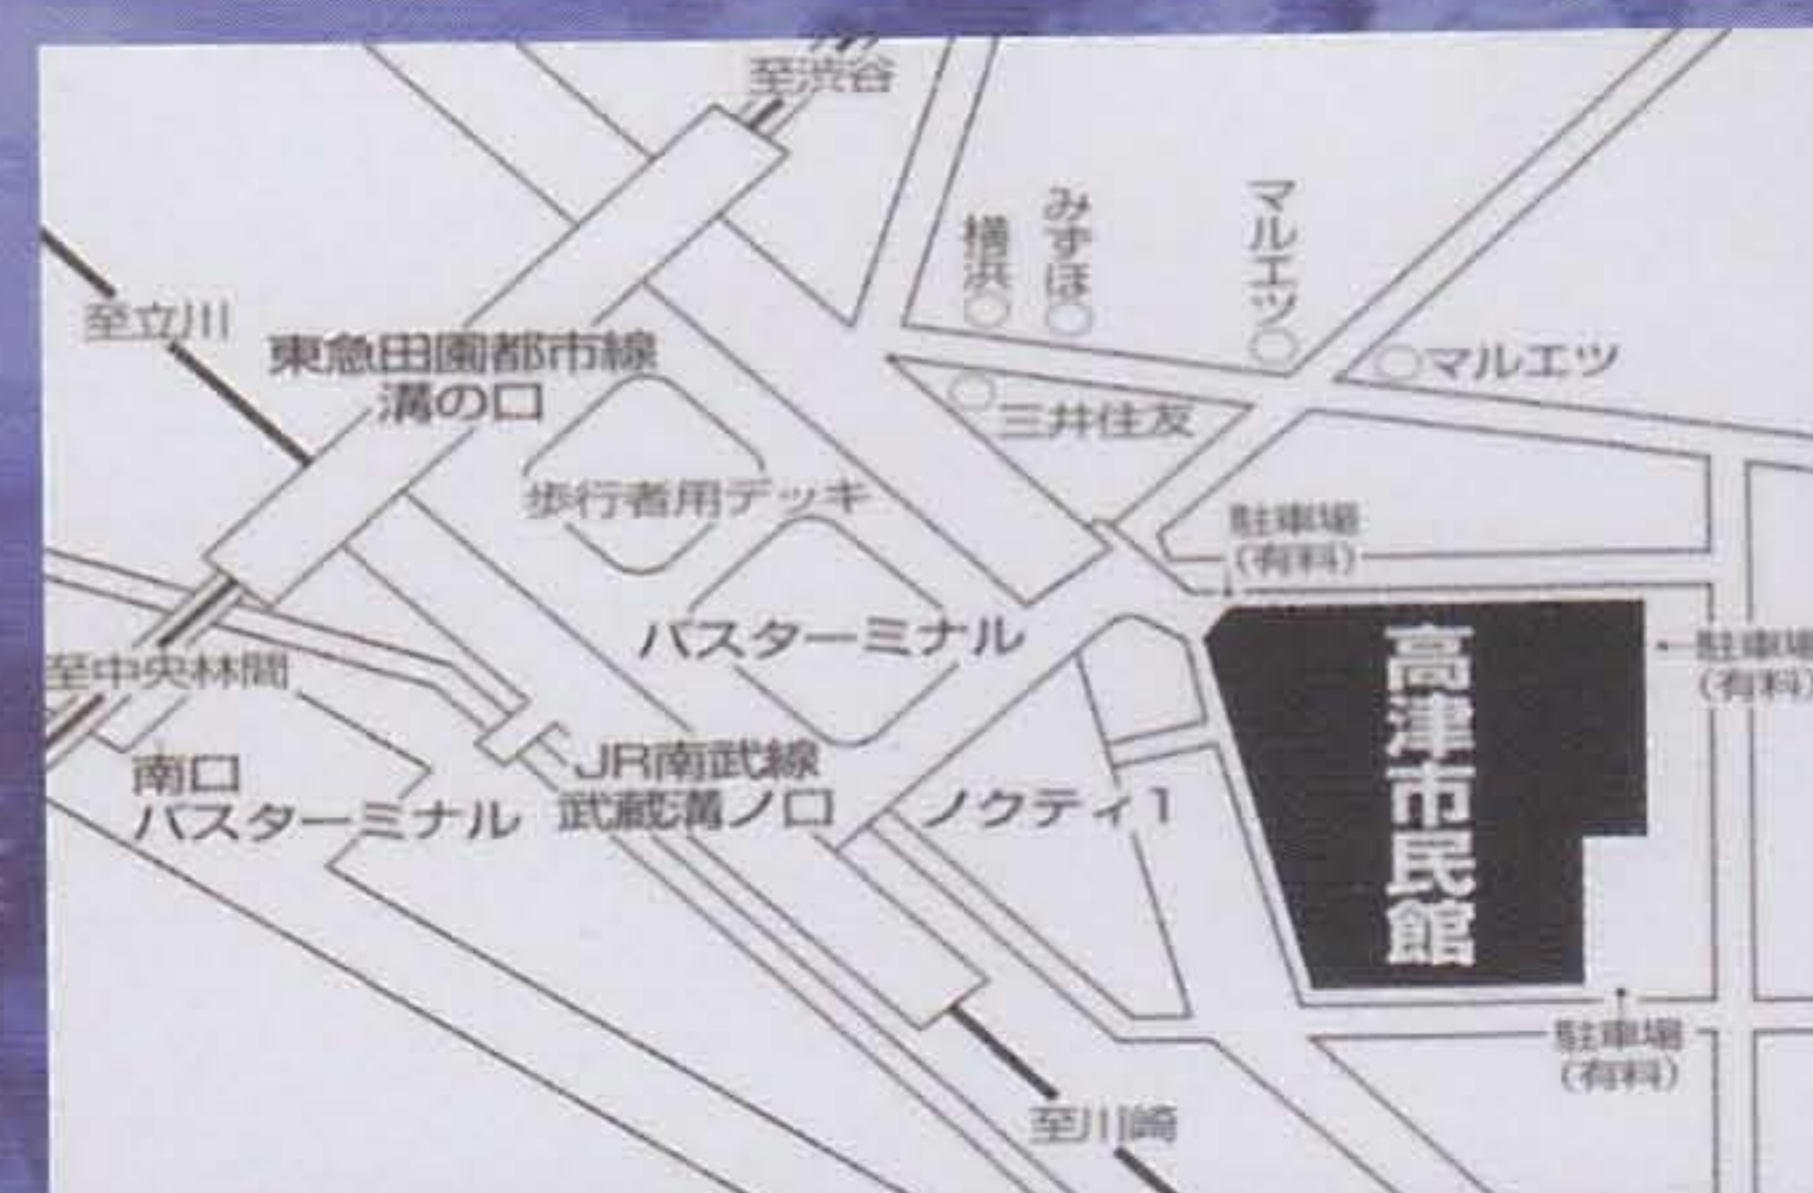 至渋谷
横浜
みずほ
マルエツ
至立川
東急田園都市線
溝の口
マルエツ
三井住友
歩行者用デッキ
駐車場
(有料)
バスターミナル
高津市民館
駐車場
(有料)
至中央林間
南口
バスターミナル
JR南武線
武蔵溝ノ口
ノクティ1
駐車場
(有料)
至川崎